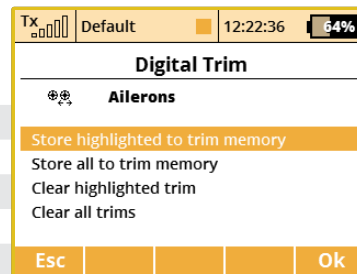 Tx Default 12:22:36 64%
Digital Trim
Ailerons
Store highlighted to trim memory
Store all to trim memory
Clear highlighted trim
Clear all trims
Esc Ok